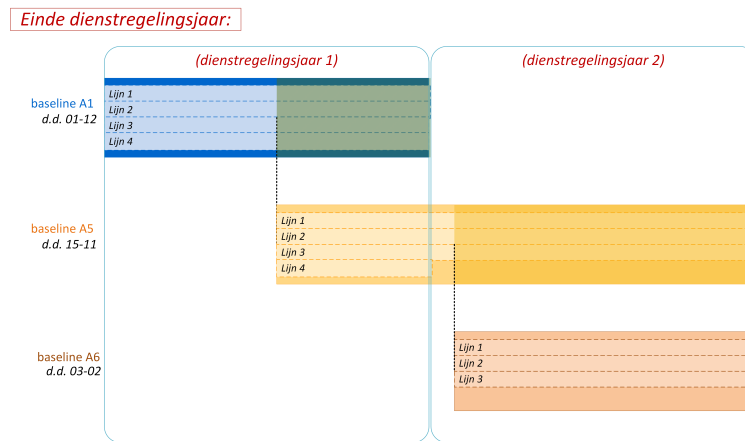 Einde dienstregelingsjaar:
(dienstregelingsjaar 1)
(dienstregelingsjaar 2)
baseline A1
d.d. 01-12
Lijn 1
Lijn 2
Lijn 3
Lijn 4
baseline A5
d.d. 15-11
Lijn 1
Lijn 2
Lijn 3
Lijn 4
baseline A6
d.d. 03-02
Lijn 1
Lijn 2
Lijn 3